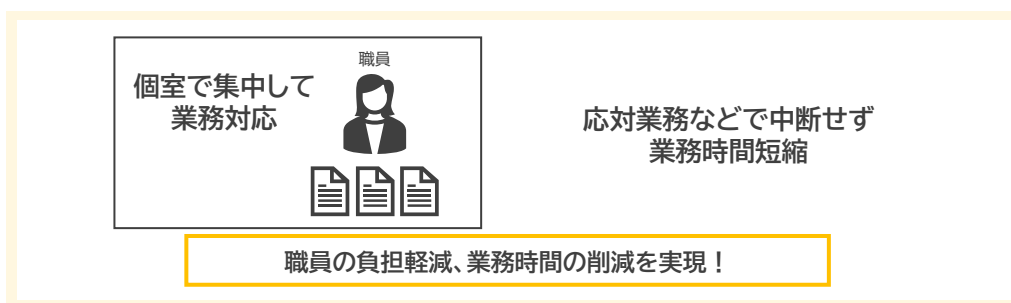 職員
個室で集中して
業務対応
応対業務などで中断せず
業務時間短縮
職員の負担軽減、業務時間の削減を実現！